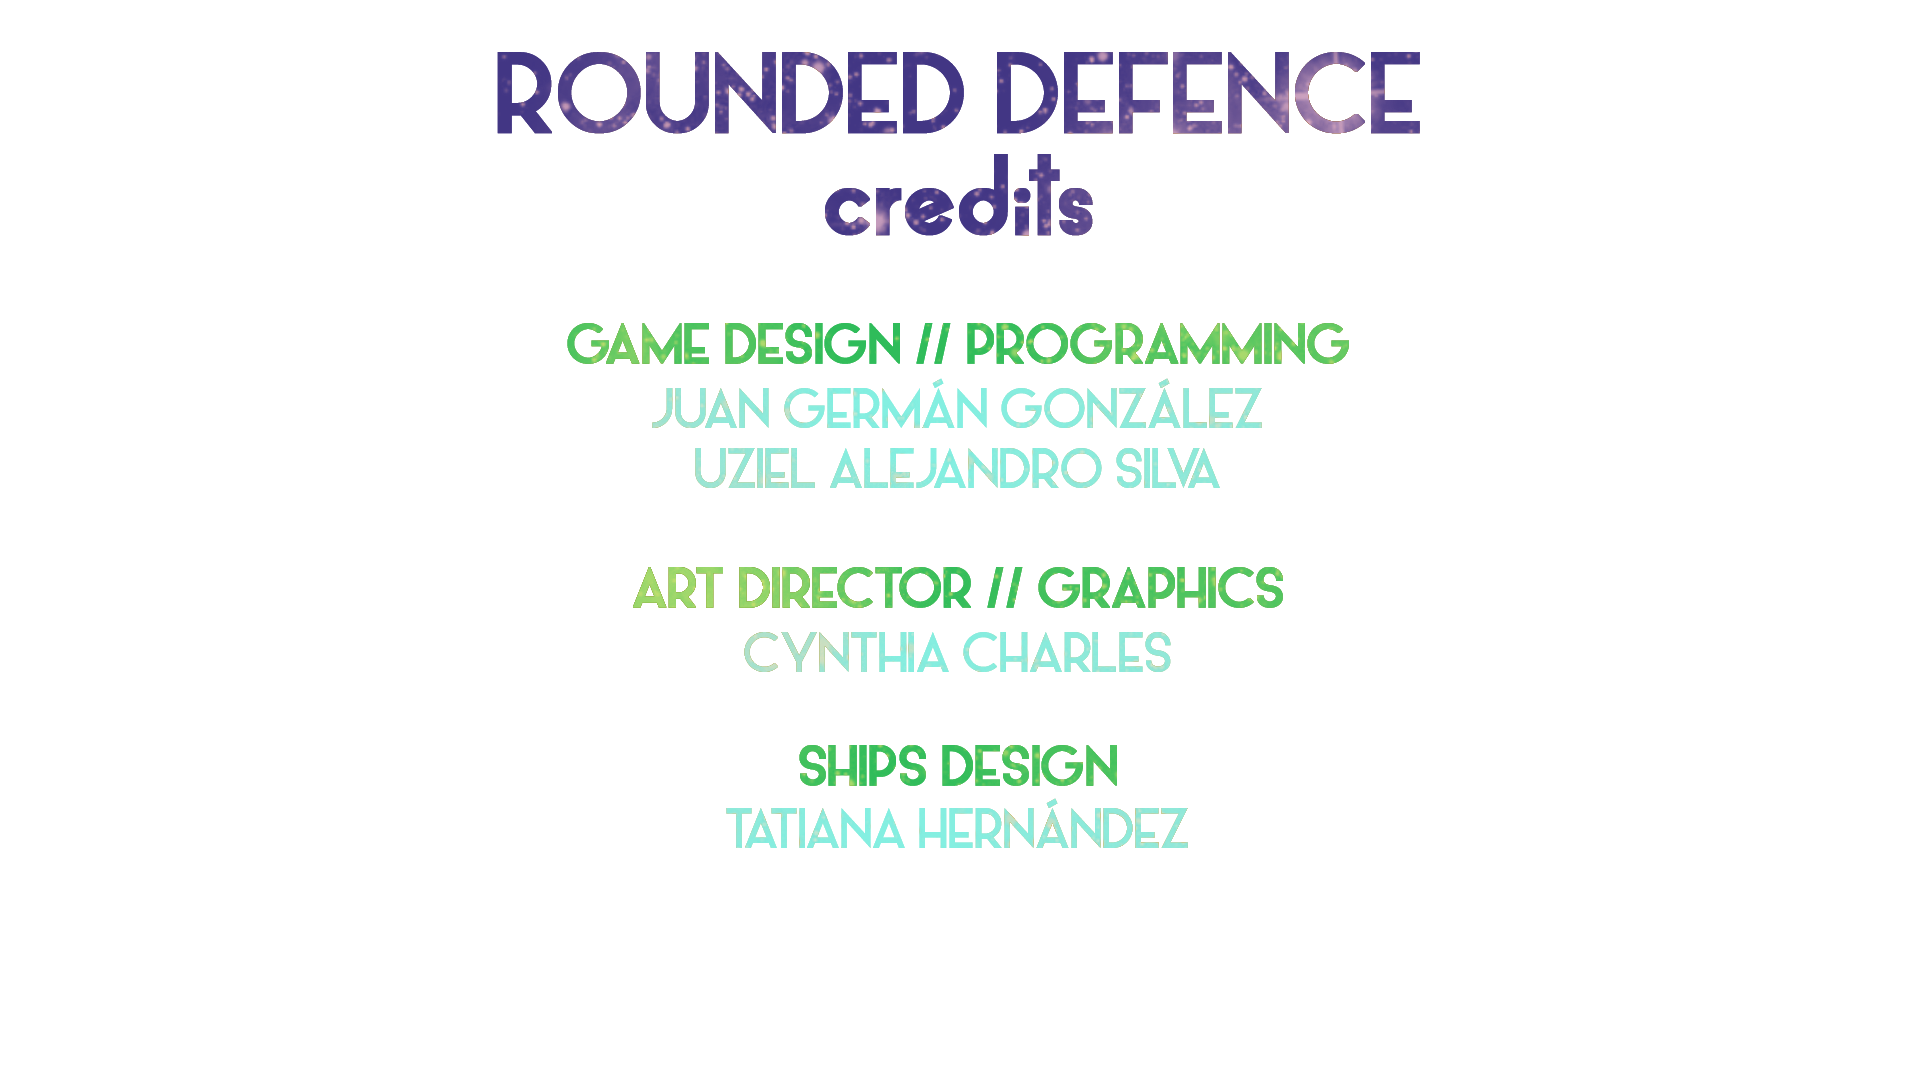 ROUNDED DEFENCE
credits
GAME DESIGN // PROGRAMMING
JUAN GERMÁN GONZÁLEZ
UZIEL ALEJANDRO SILVA
ART DIRECTOR // GRAPHICS
CYNTHIA CHARLES
SHIPS DESIGN
TATIANA HERNÁNDEZ